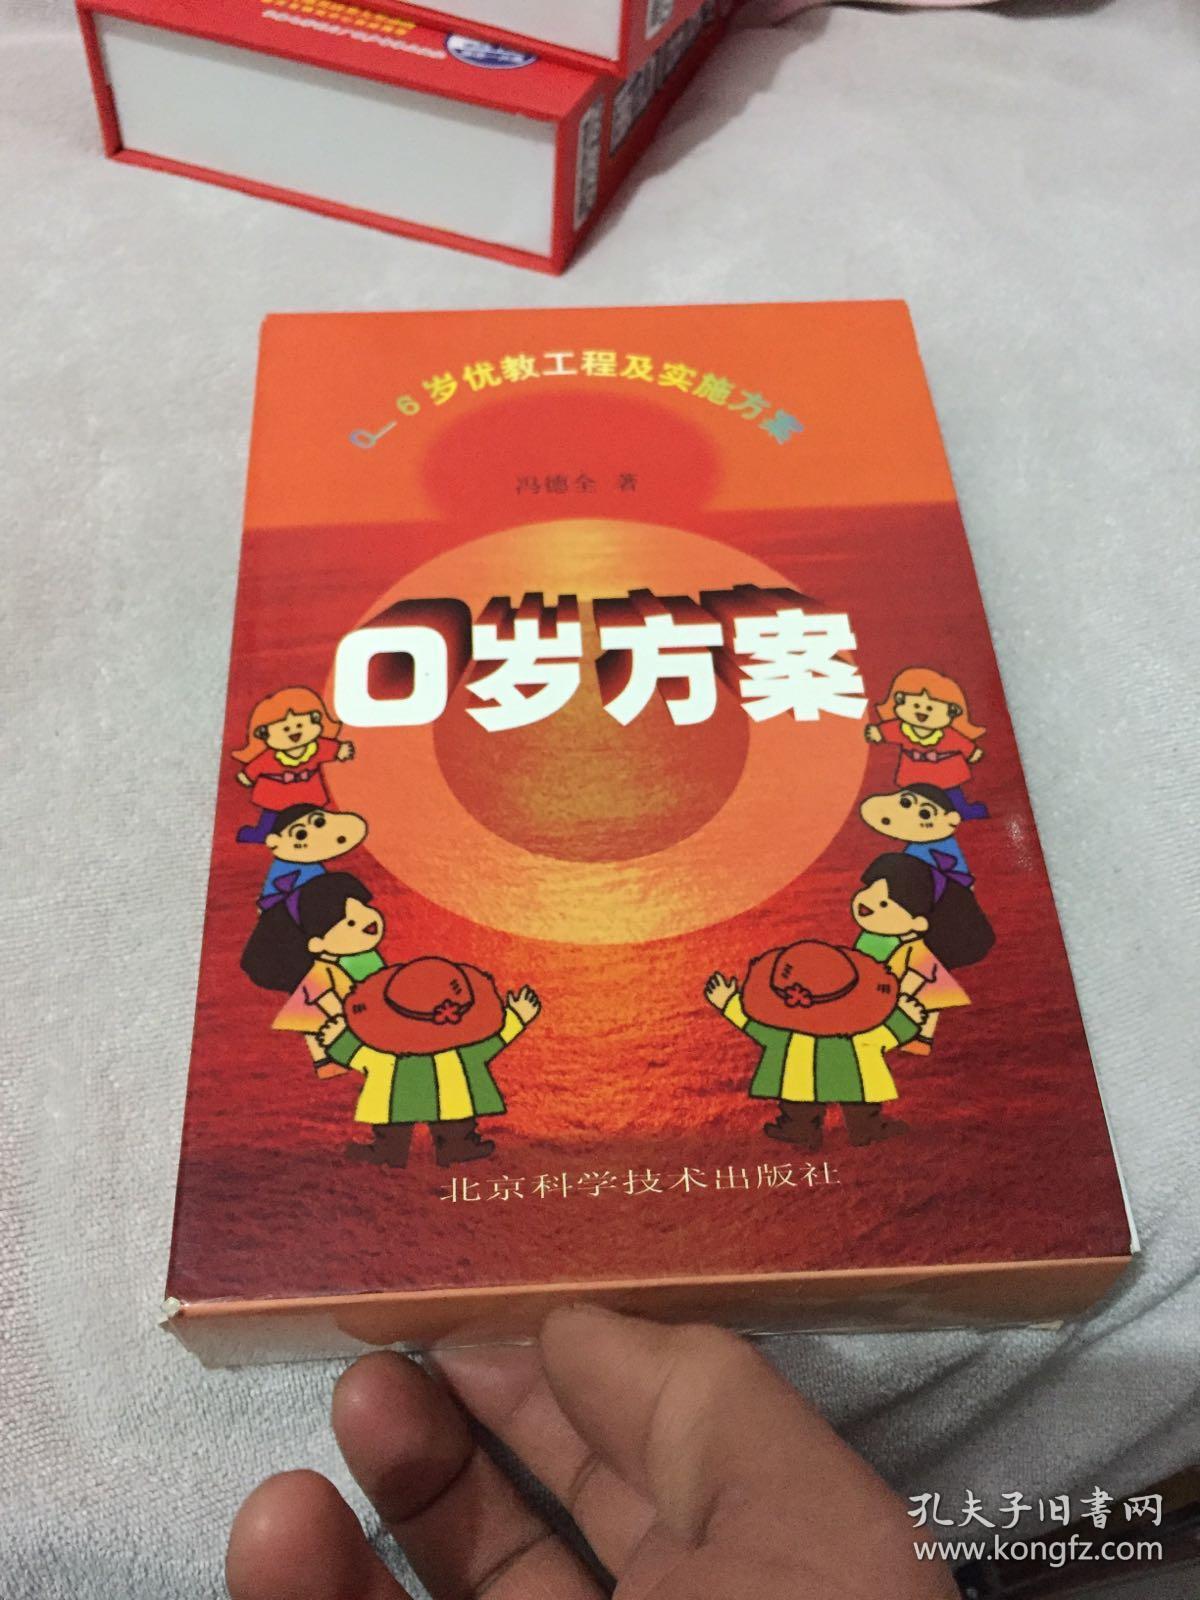 0—6岁优教工程及实施方案
冯德全 著
0岁方案
北京科学技术出版社
孔夫子旧书网
www.kongfz.com